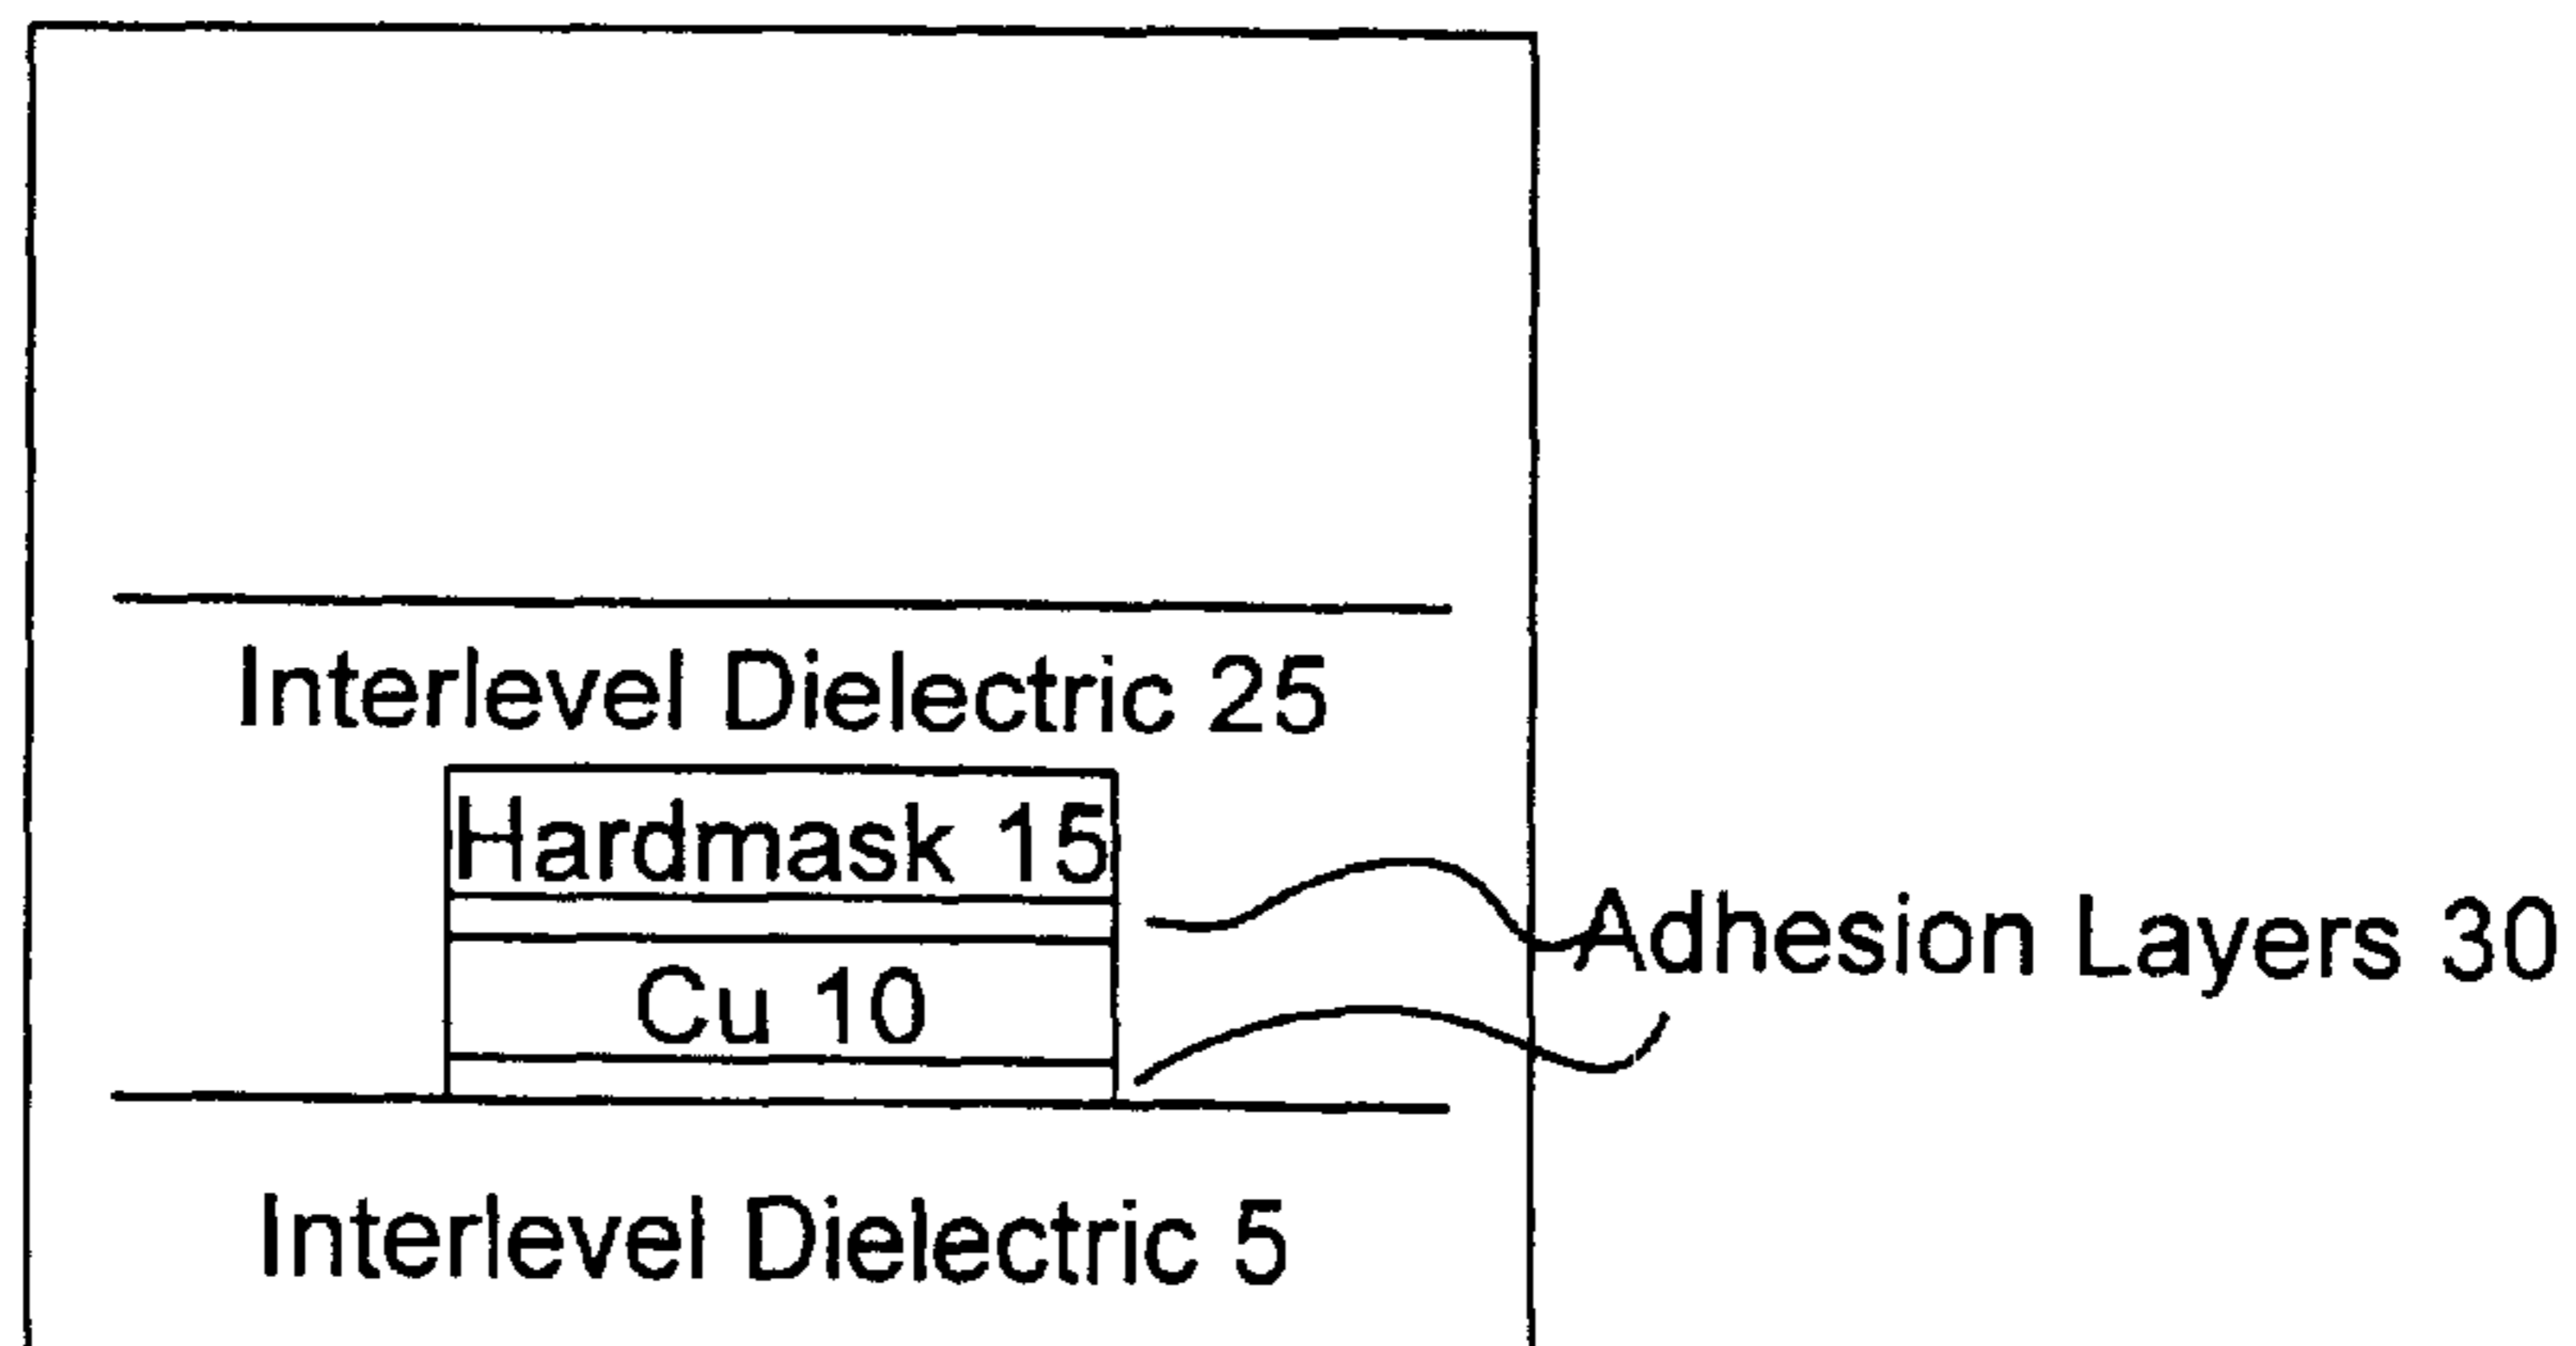 Interlevel Dielectric 25
Hardmask 15
Adhesion Layers 30
Cu 10
Interlevel Dielectric 5